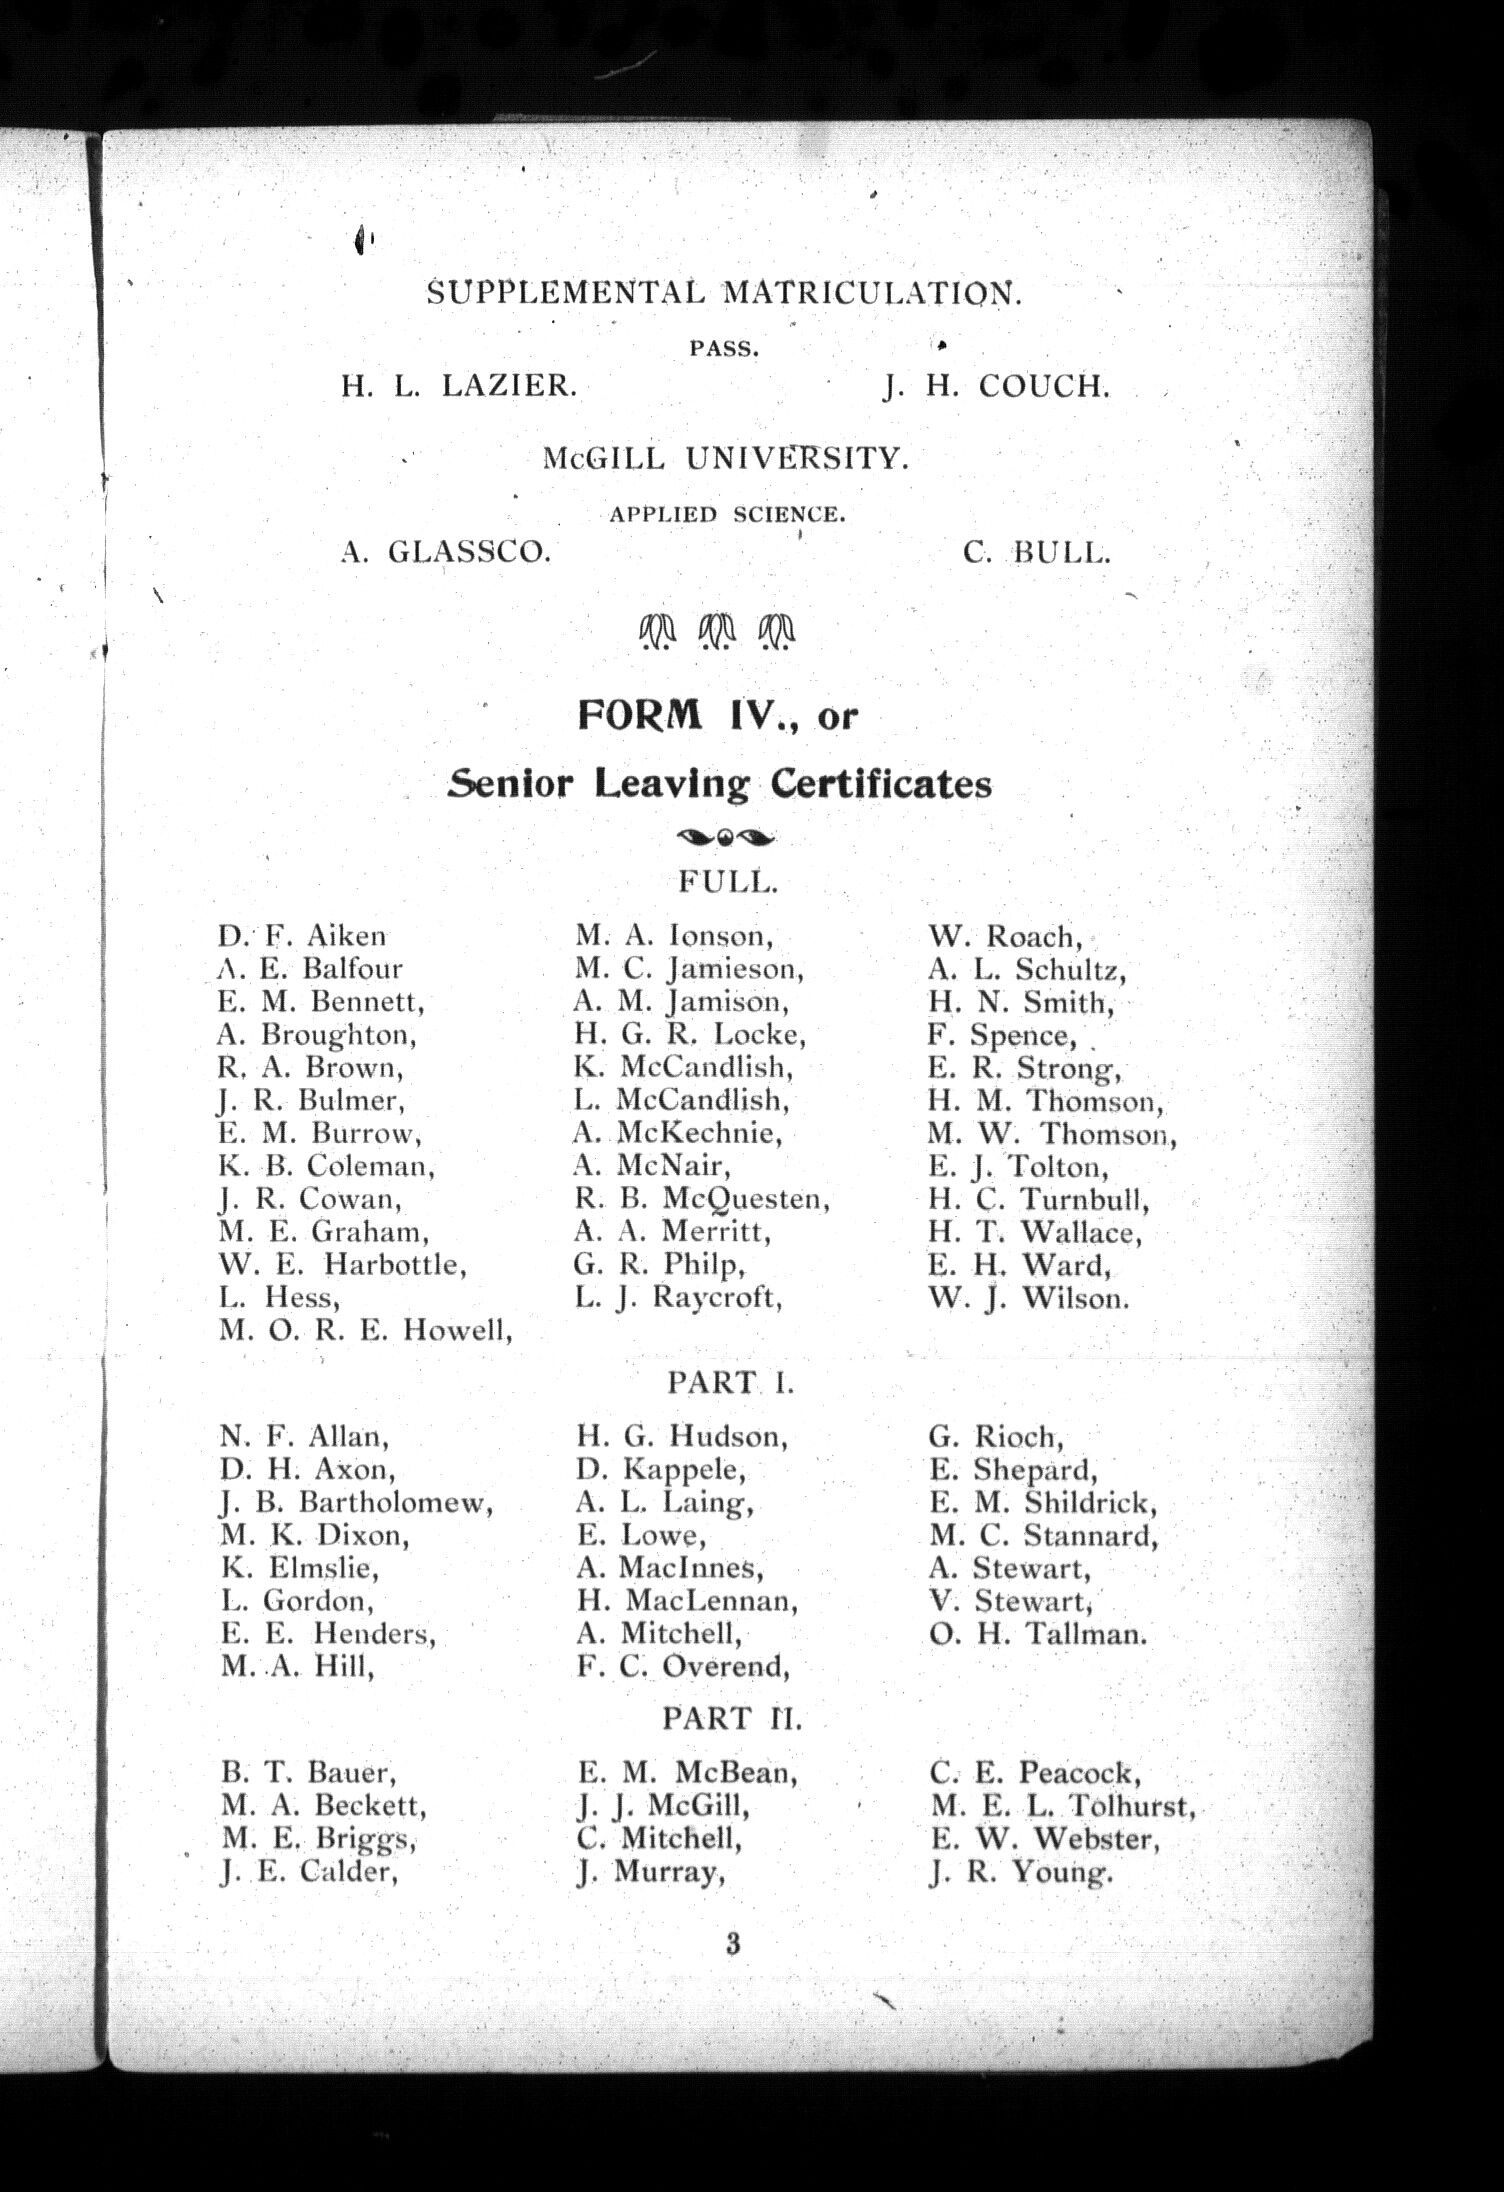 SUPPLEMENTAL MATRICULATION.
PASS.
H. L. LAZIER. J. H. COUCH.
McGILL UNIVERSITY.
APPLIED SCIENCE.
A. GLASSCO. C. BULL.
FORM IV., or
Senior Leaving Certificates
FULL.
D. F. Aiken
A. E. Balfour
E. M. Bennett,
A. Broughton,
R. A. Brown,
J. R. Bulmer,
E. M. Burrow,
K. B. Coleman,
J. R. Cowan,
M. E. Graham,
W. E. Harbottle,
L. Hess,
M. O. R. E. Howell,
M. A. Ionson,
M. C. Jamieson,
A. M. Jamison,
H. G. R. Locke,
K. McCandlish,
L. McCandlish,
A. McKechnie,
A. McNair,
R. B. McQuesten,
A. A. Merritt,
G. R. Philp,
L. J. Raycroft,
W. Roach,
A. L. Schultz,
H. N. Smith,
F. Spence,
E. R. Strong,
H. M. Thomson,
M. W. Thomson,
E. J. Tolton,
H. C. Turnbull,
H. T. Wallace,
E. H. Ward,
W. J. Wilson.
PART I.
N. F. Allan,
D. H. Axon,
J. B. Bartholomew,
M. K. Dixon,
K. Elmslie,
L. Gordon,
E. E. Henders,
M. A. Hill,
H. G. Hudson,
D. Kappele,
A. L. Laing,
E. Lowe,
A. MacInnes,
H. MacLennan,
A. Mitchell,
F. C. Overend,
G. Rioch,
E. Shepard,
E. M. Shildrick,
M. C. Stannard,
A. Stewart,
V. Stewart,
O. H. Tallman.
PART II.
B. T. Bauer,
M. A. Beckett,
M. E. Briggs,
J. E. Calder,
E. M. McBean,
J. J. McGill,
C. Mitchell,
J. Murray,
C. E. Peacock,
M. E. L. Tolhurst,
E. W. Webster,
J. R. Young.
3